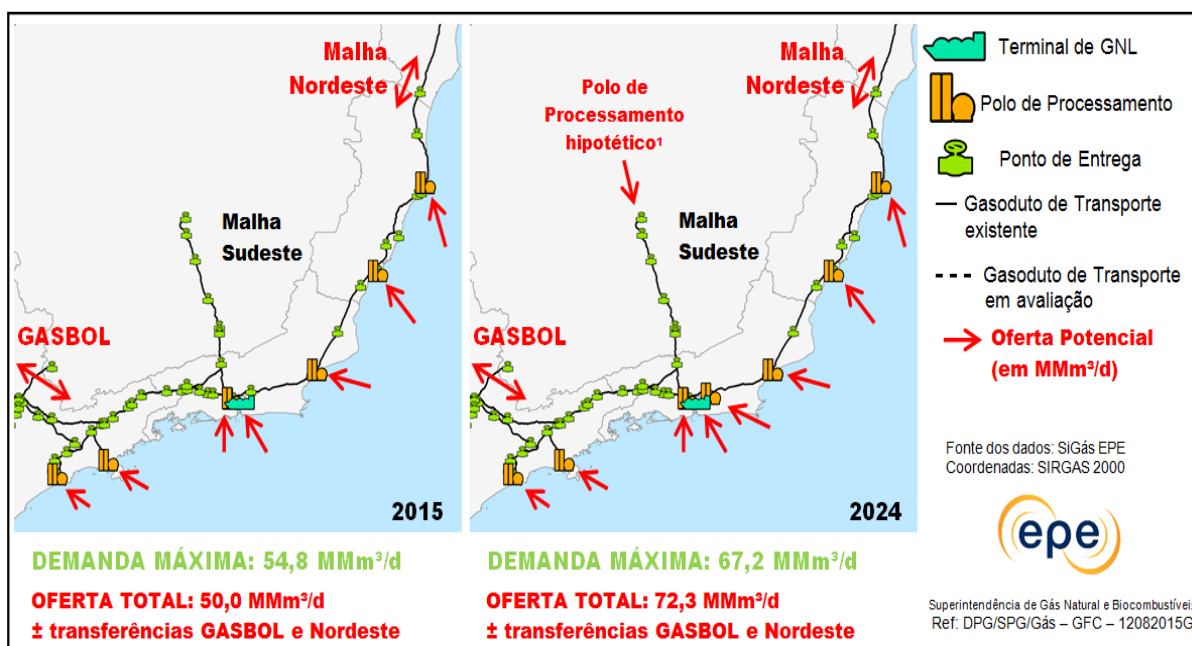 Malha
Nordeste
Malha
Sudeste
GASBOL
2015
DEMANDA MÁXIMA: 54,8 MMm³/d
OFERTA TOTAL: 50,0 MMm³/d
± transferências GASBOL e Nordeste
Malha
Nordeste
Polo de
Processamento
hipotético¹
Malha
Sudeste
GASBOL
2024
DEMANDA MÁXIMA: 67,2 MMm³/d
OFERTA TOTAL: 72,3 MMm³/d
± transferências GASBOL e Nordeste
Terminal de GNL
Polo de Processamento
Ponto de Entrega
Gasoduto de Transporte
existente
Gasoduto de Transporte
em avaliação
Oferta Potencial
(em MMm³/d)
Fonte dos dados: SiGás EPE
Coordenadas: SIRGAS 2000
epe
Superintendência de Gás Natural e Biocombustíveis
Ref: DPG/SPG/Gás – GFC – 12082015G